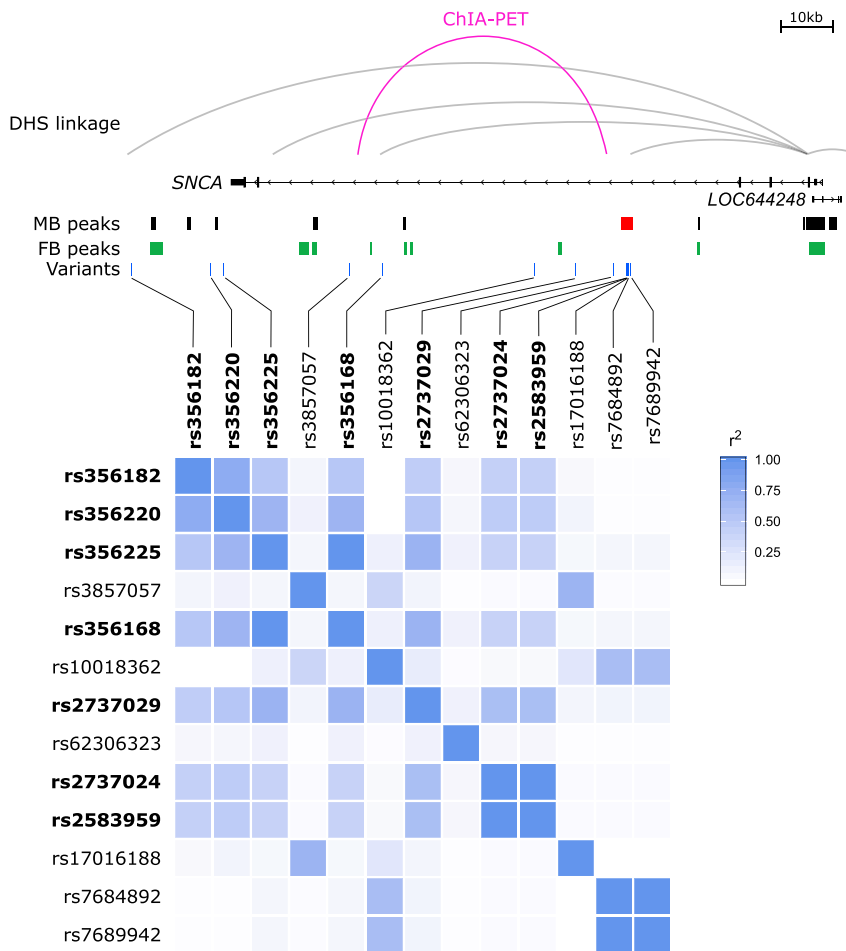 ChIA-PET
10kb
DHS linkage
SNCA
LOC644248
MB peaks
FB peaks
Variants
rs356182
rs356220
rs356225
rs3857057
rs356168
rs10018362
rs2737029
rs62306323
rs2737024
rs2583959
rs17016188
rs7684892
rs7689942
r2
1.00
0.75
0.50
0.25
rs356182
rs356220
rs356225
rs3857057
rs356168
rs10018362
rs2737029
rs62306323
rs2737024
rs2583959
rs17016188
rs7684892
rs7689942